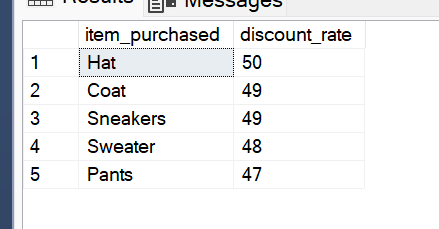 Results Messages
item_purchased discount_rate
1 Hat 50
2 Coat 49
3 Sneakers 49
4 Sweater 48
5 Pants 47